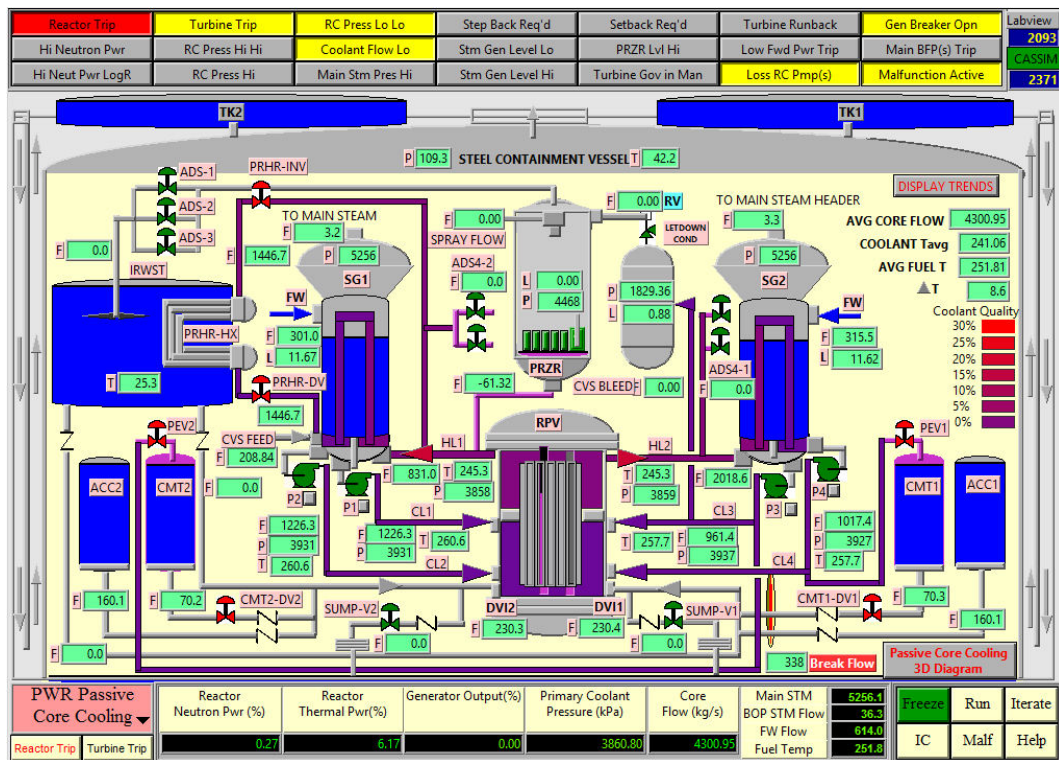 Reactor Trip Turbine Trip RC Press Lo Lo Step Back Req'd Setback Req'd Turbine Runback Gen Breaker Opn Labview
2093
Hi Neutron Pwr RC Press Hi Hi Coolant Flow Lo Stm Gen Level Lo PRZR Lvl Hi Low Fwd Pwr Trip Main BFP(s) Trip CASSIM
Hi Neut Pwr LogR RC Press Hi Main Stm Pres Hi Stm Gen Level Hi Turbine Gov in Man Loss RC Pmp(s) Malfunction Active 2371
TK2 TK1
P 109.3 STEEL CONTAINMENT VESSEL T 42.2
ADS-1 PRHR-INV
DISPLAY TRENDS
ADS-2 F 0.00 RV
TO MAIN STEAM F 0.00 TO MAIN STEAM HEADER
AVG CORE FLOW 4300.95
F 3.2 SPRAY FLOW LETDOWN COND F 3.3
ADS-3 COOLANT Tavg 241.06
F 0.0 F 1446.7 P 5256 ADS4-2 P 5256
AVG FUEL T 251.81
IRWST SG1 F 0.0 L 0.00 SG2
T 8.6
P 4468 P 1829.36
FW L 0.88 FW
Coolant Quality
30%
25%
20%
15%
10%
5%
0%
PRHR-HX F 301.0 F 315.5
L 11.67 L 11.62
PRZR ADS4-1
T 25.3 PRHR-DV F -61.32 CVS BLEED F 0.00 F 0.0
1446.7 RPV
PEV2 CVS FEED HL1 HL2 PEV1
F 208.84 F 831.0 T 245.3 T 245.3 F 2018.6
P 3858 P 3859
ACC2 CMT2 F 0.0 P2 P1 P3 P4 CMT1 ACC1
CL1 CL3
F 1226.3 F 1226.3 F 961.4 F 1017.4
P 3931 P 3931 T 260.6 T 257.7 P 3937 P 3927
T 260.6 CL2 CL4 T 257.7
F 160.1 F 70.2 CMT2-DV2 SUMP-V2 DVI2 DVI1 SUMP-V1 CMT1-DV1 F 70.3 F 160.1
F 230.3 F 230.4
F 0.0 F 0.0 F 0.0
338 Break Flow
Passive Core Cooling
3D Diagram
PWR Passive
Core Cooling
Reactor Trip Turbine Trip
Reactor Neutron Pwr (%) Reactor Thermal Pwr(%) Generator Output(%) Primary Coolant Pressure (kPa) Core Flow (kg/s)
0.27 6.17 0.00 3860.80 4300.95
Main STM 5256.1
BOP STM Flow 36.3
FW Flow 614.0
Fuel Temp 251.8
Freeze Run Iterate
IC Malf Help